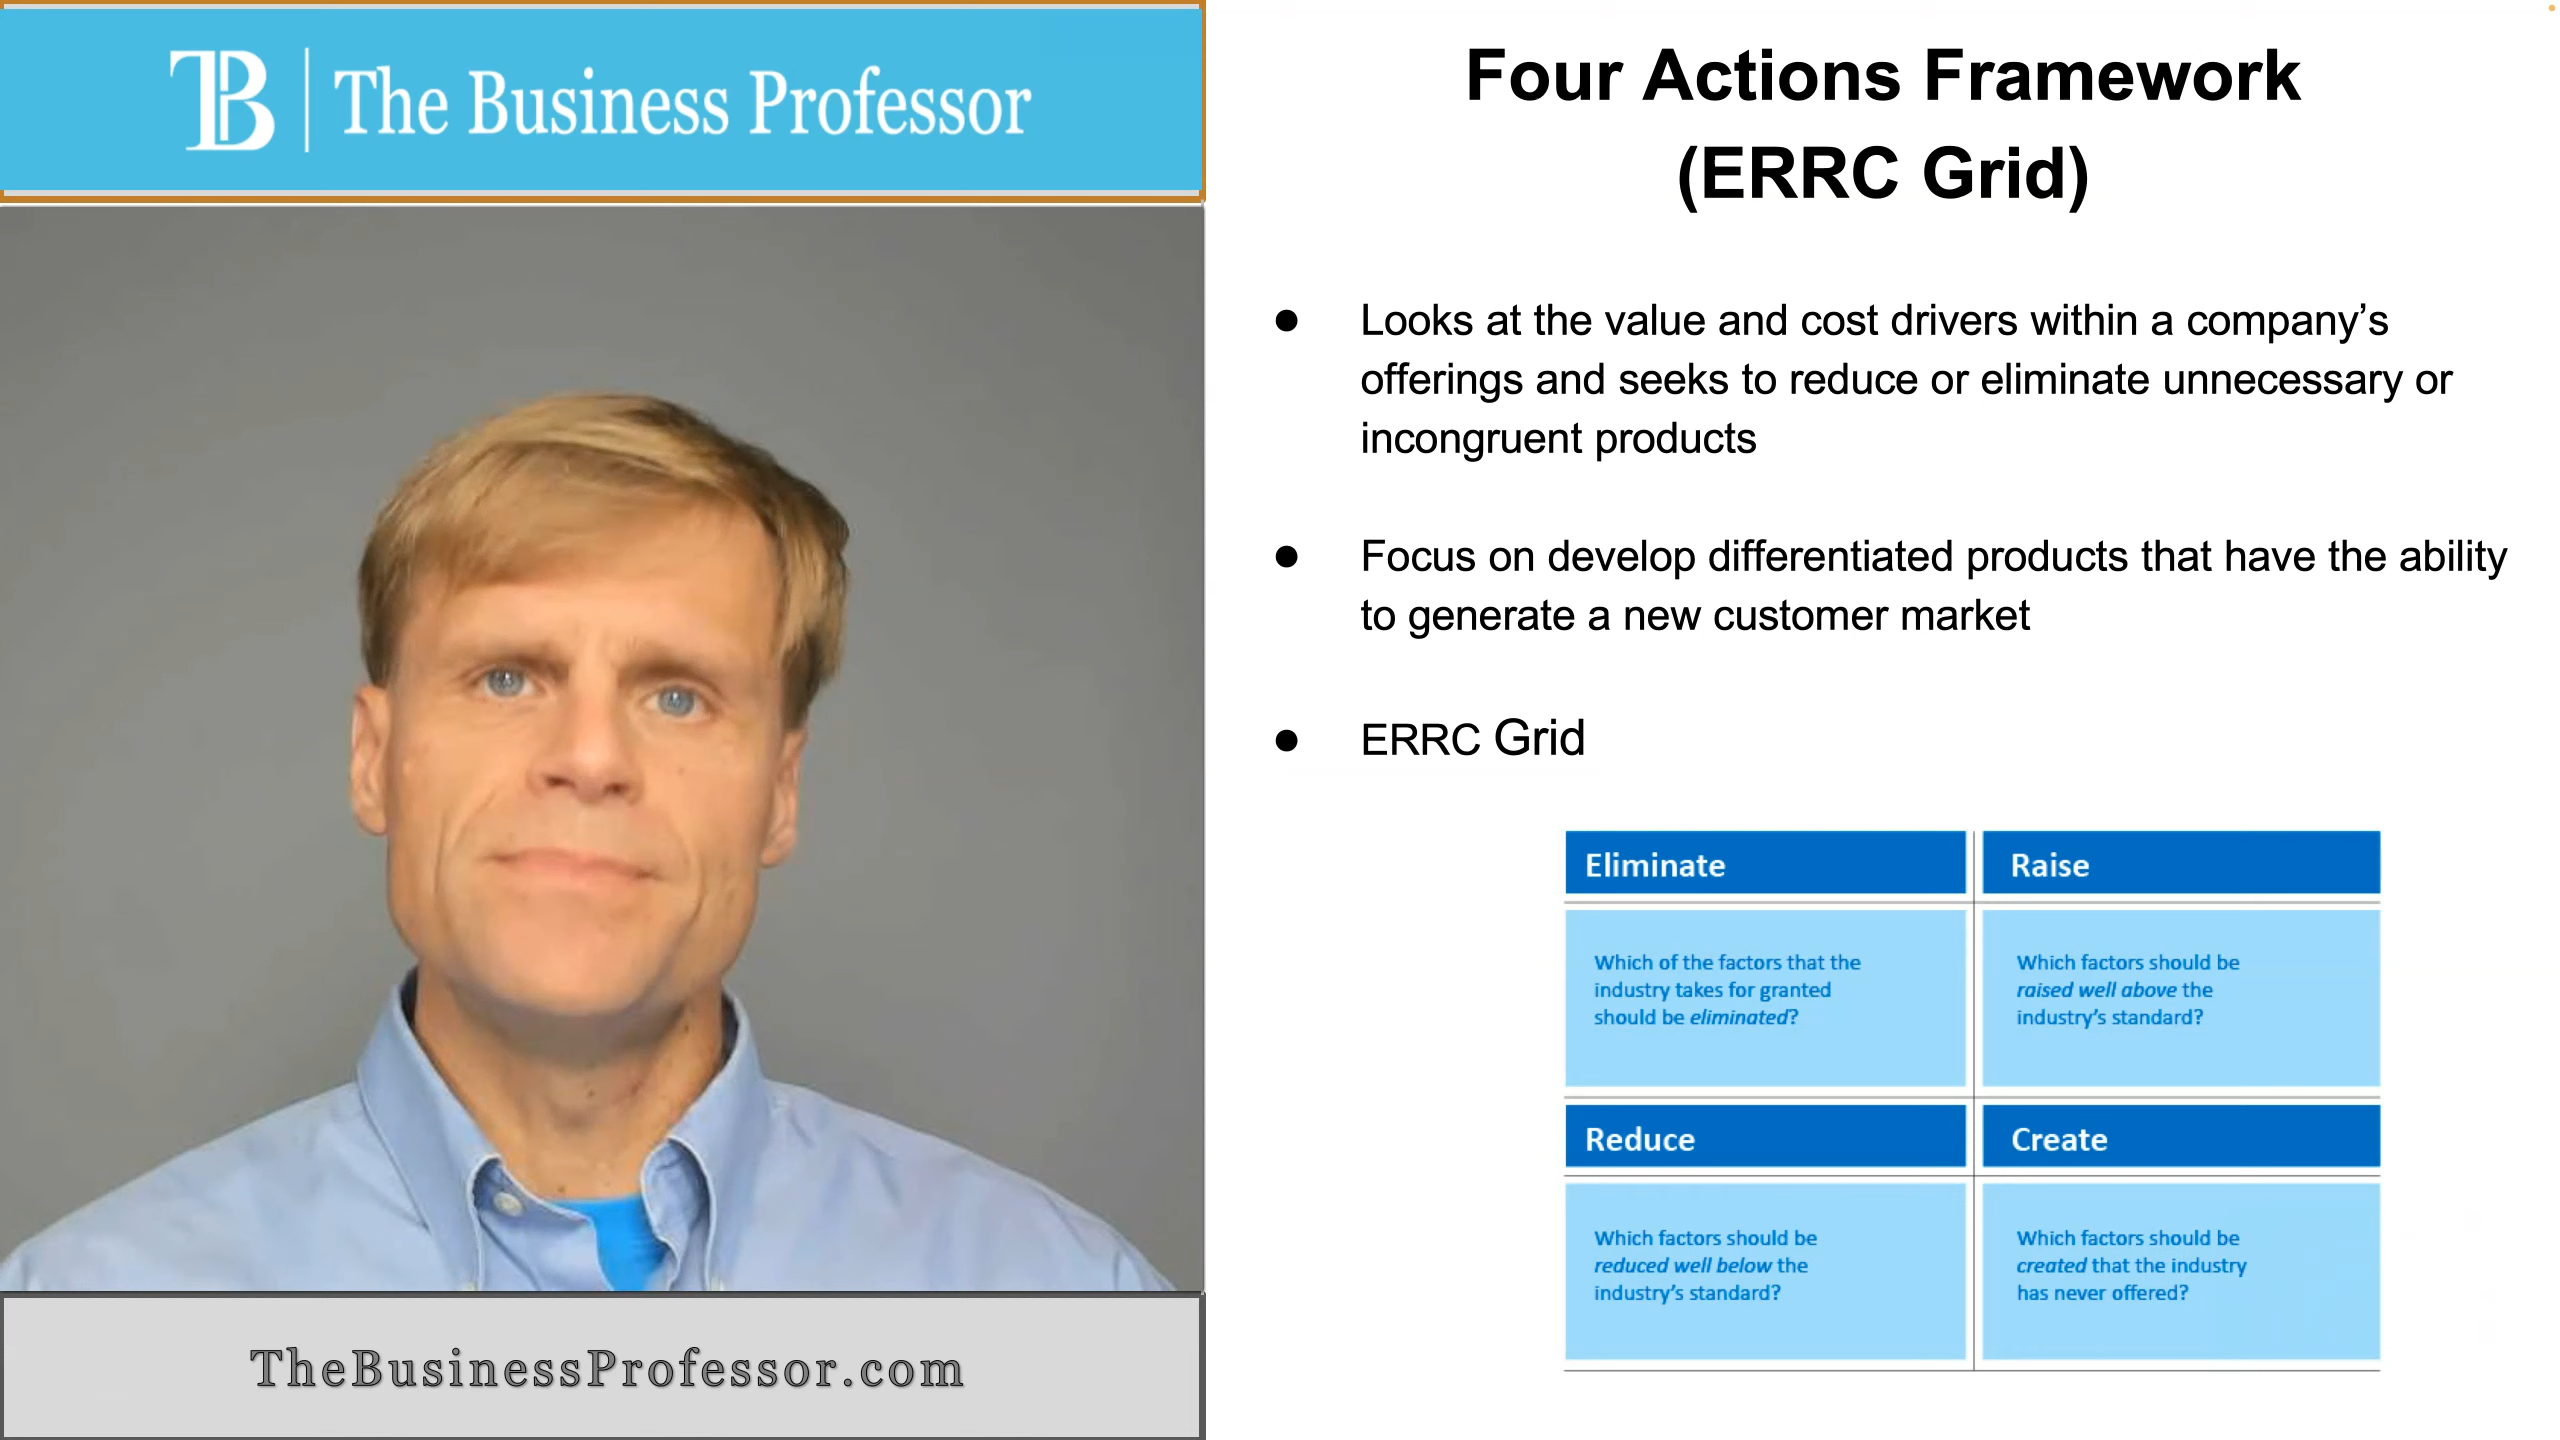 TB | The Business Professor
TheBusinessProfessor.com
Four Actions Framework
(ERRC Grid)
● Looks at the value and cost drivers within a company’s
offerings and seeks to reduce or eliminate unnecessary or
incongruent products
● Focus on develop differentiated products that have the ability
to generate a new customer market
● ERRC Grid
Eliminate
Which of the factors that the
industry takes for granted
should be eliminated?
Raise
Which factors should be
raised well above the
industry’s standard?
Reduce
Which factors should be
reduced well below the
industry’s standard?
Create
Which factors should be
created that the industry
has never offered?